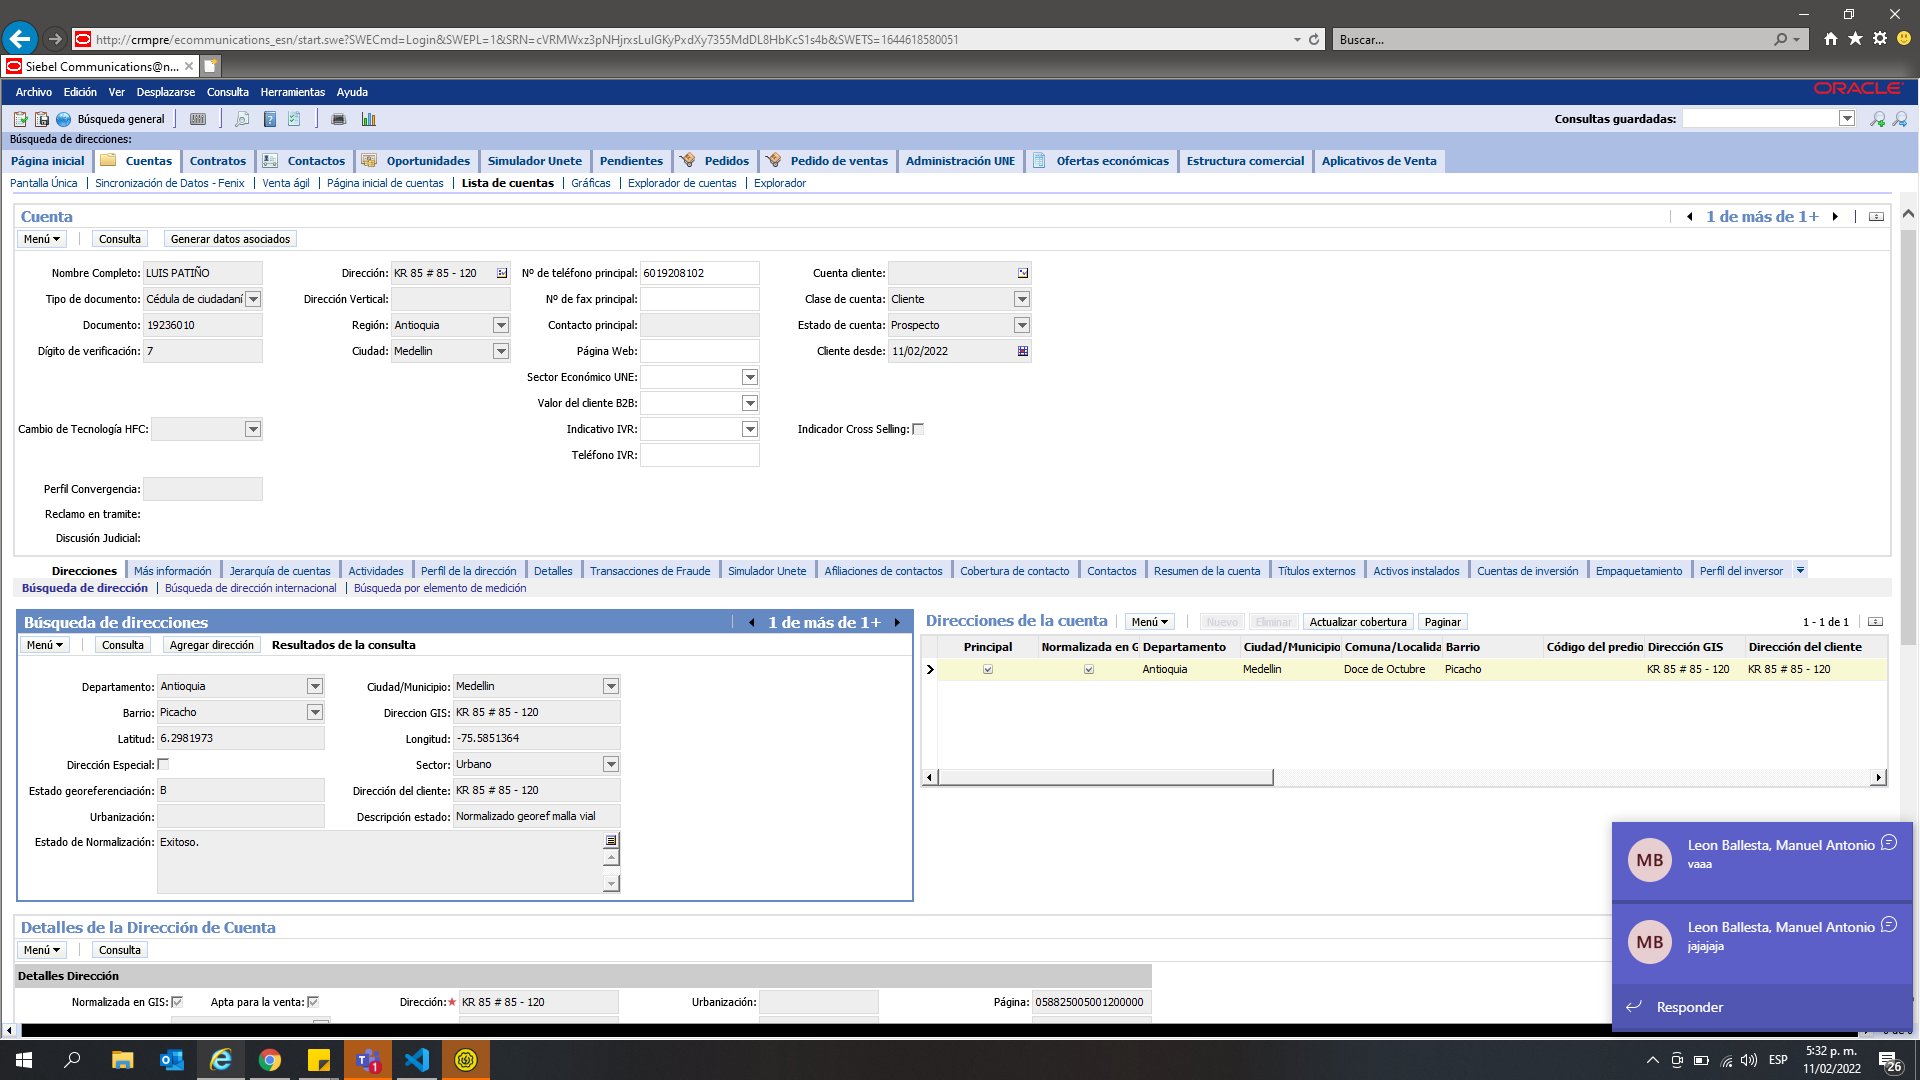 http://crmpre/ecommunications_esn/start.swe?SWECmd=Login&SWEPL=1&SRN=cVRMWxz3pNHjrxsLulGKyPxdXy7355MdDL8HbKcS1s4b&SWETS=1644618580051
Buscar...
Siebel Communications@n...
Archivo Edición Ver Desplazarse Consulta Herramientas Ayuda
ORACLE
Búsqueda general
Consultas guardadas:
Búsqueda de direcciones:
Página inicial Cuentas Contratos Contactos Oportunidades Simulador Unete Pendientes Pedidos Pedido de ventas Administración UNE Ofertas económicas Estructura comercial Aplicativos de Venta
Pantalla Única Sincronización de Datos - Fenix Venta ágil Página inicial de cuentas Lista de cuentas Gráficas Explorador de cuentas Explorador
Cuenta
1 de más de 1+
Menú Consulta Generar datos asociados
Nombre Completo: LUIS PATIÑO Dirección: KR 85 # 85 - 120 Nº de teléfono principal: 6019208102 Cuenta cliente:
Tipo de documento: Cédula de ciudadaní Dirección Vertical: Nº de fax principal: Clase de cuenta: Cliente
Documento: 19236010 Región: Antioquia Contacto principal: Estado de cuenta: Prospecto
Dígito de verificación: 7 Ciudad: Medellin Página Web: Cliente desde: 11/02/2022
Sector Económico UNE:
Valor del cliente B2B:
Cambio de Tecnología HFC: Indicativo IVR: Indicador Cross Selling:
Teléfono IVR:
Perfil Convergencia:
Reclamo en tramite:
Discusión Judicial:
Direcciones Más información Jerarquía de cuentas Actividades Perfil de la dirección Detalles Transacciones de Fraude Simulador Unete Afiliaciones de contactos Cobertura de contacto Contactos Resumen de la cuenta Títulos externos Activos instalados Cuentas de inversión Empaquetamiento Perfil del inversor
Búsqueda de dirección Búsqueda de dirección internacional Búsqueda por elemento de medición
Búsqueda de direcciones
1 de más de 1+
Menú Consulta Agregar dirección Resultados de la consulta
Departamento: Antioquia Ciudad/Municipio: Medellin
Barrio: Picacho Direccion GIS: KR 85 # 85 - 120
Latitud: 6.2981973 Longitud: -75.5851364
Dirección Especial: Sector: Urbano
Estado georeferenciación: B Dirección del cliente: KR 85 # 85 - 120
Urbanización: Descripción estado: Normalizado georef malla vial
Estado de Normalización: Exitoso.
Direcciones de la cuenta Menú Nuevo Eliminar Actualizar cobertura Paginar 1 - 1 de 1
Principal Normalizada en G Departamento Ciudad/Municipio Comuna/Localida Barrio Código del predio Dirección GIS Dirección del cliente
Antioquia Medellin Doce de Octubre Picacho KR 85 # 85 - 120 KR 85 # 85 - 120
Detalles de la Dirección de Cuenta
Menú Consulta
Detalles Dirección
Normalizada en GIS: Apta para la venta: Dirección:* KR 85 # 85 - 120 Urbanización: Página: 058825005001200000
MB Leon Ballesta, Manuel Antonio
vaaa
MB Leon Ballesta, Manuel Antonio
jajajaja
Responder
1
ESP
5:32 p. m.
11/02/2022
26